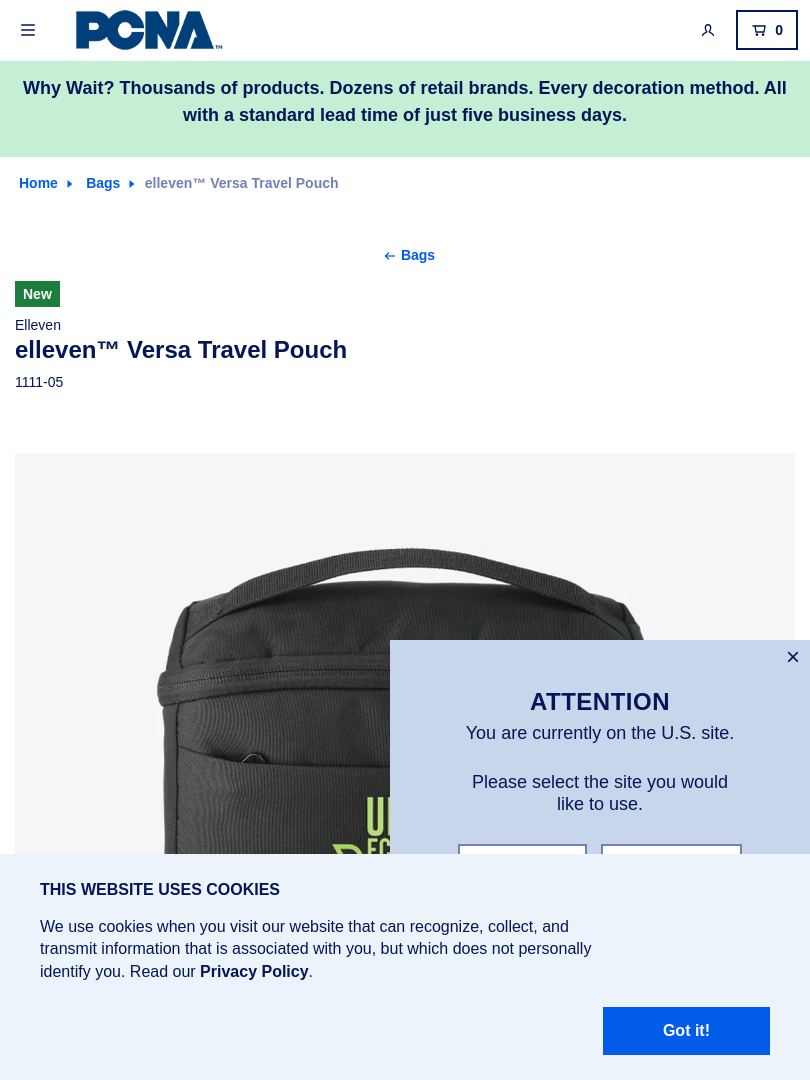 PCNA™
0
Why Wait? Thousands of products. Dozens of retail brands. Every decoration method. All
with a standard lead time of just five business days.
Home
Bags
elleven™ Versa Travel Pouch
Bags
New
Elleven
elleven™ Versa Travel Pouch
1111-05
ATTENTION
You are currently on the U.S. site.
Please select the site you would
like to use.
THIS WEBSITE USES COOKIES
We use cookies when you visit our website that can recognize, collect, and
transmit information that is associated with you, but which does not personally
identify you. Read our Privacy Policy.
Got it!